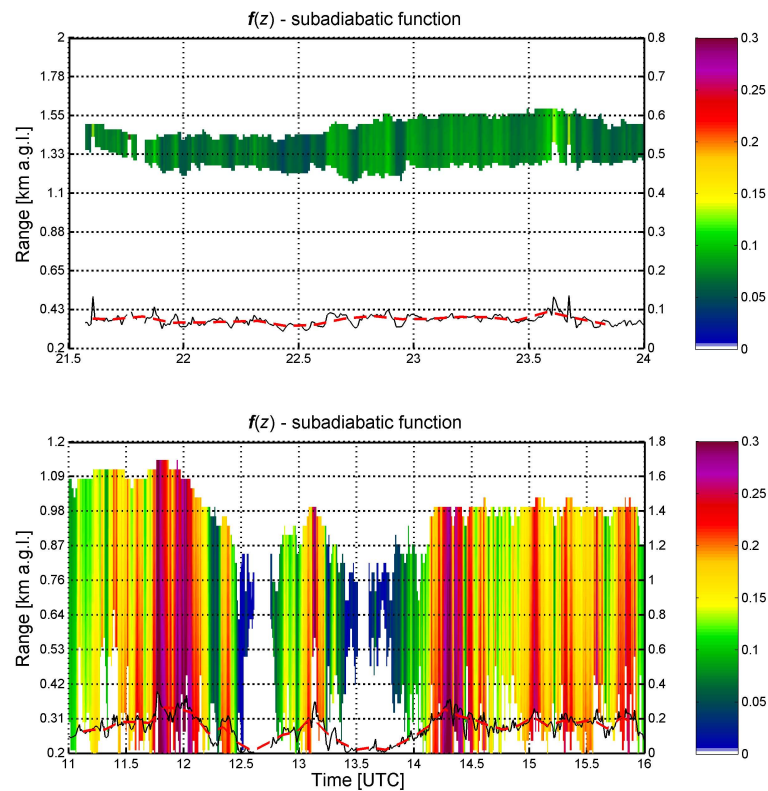 f(z) - subadiabatic function
2 0.8 0.3
1.78 0.7
0.25
1.55 0.6
0.2
1.33 0.5
Range [km a.g.l.]
1.1 0.4 0.15
0.88 0.3
0.1
0.65 0.2
0.05
0.43 0.1
0.2 0 0
21.5 22 22.5 23 23.5 24
f(z) - subadiabatic function
1.2 1.8 0.3
1.09 1.6
0.25
0.98 1.4
0.87 1.2 0.2
0.76 1
Range [km a.g.l.]
0.15
0.64 0.8
0.53 0.6 0.1
0.42 0.4
0.05
0.31 0.2
0.2 0 0
11 11.5 12 12.5 13 13.5 14 14.5 15 15.5 16
Time [UTC]